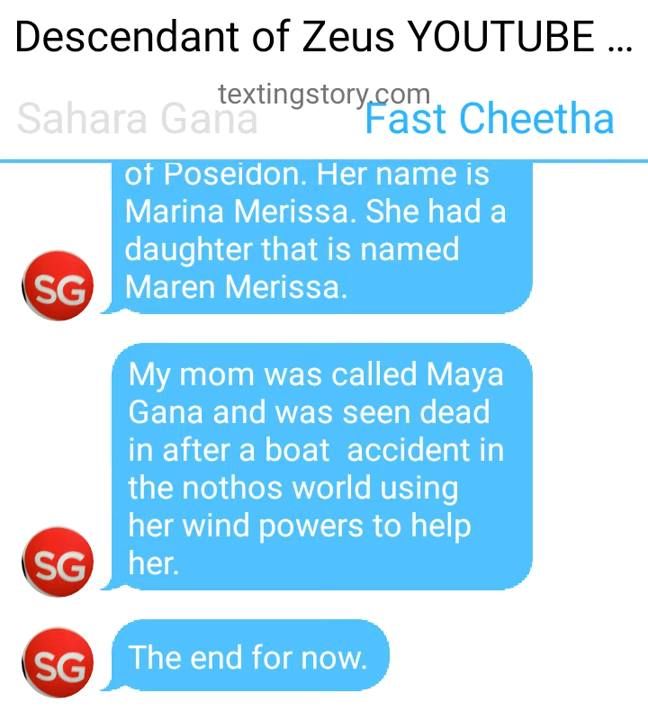 Descendant of Zeus YOUTUBE ...
textingstory.com
Sahara Gana
Fast Cheetha
of Poseidon. Her name is
Marina Merissa. She had a
daughter that is named
Maren Merissa.
SG
My mom was called Maya
Gana and was seen dead
in after a boat  accident in
the nothos world using
her wind powers to help
her.
SG
The end for now.
SG